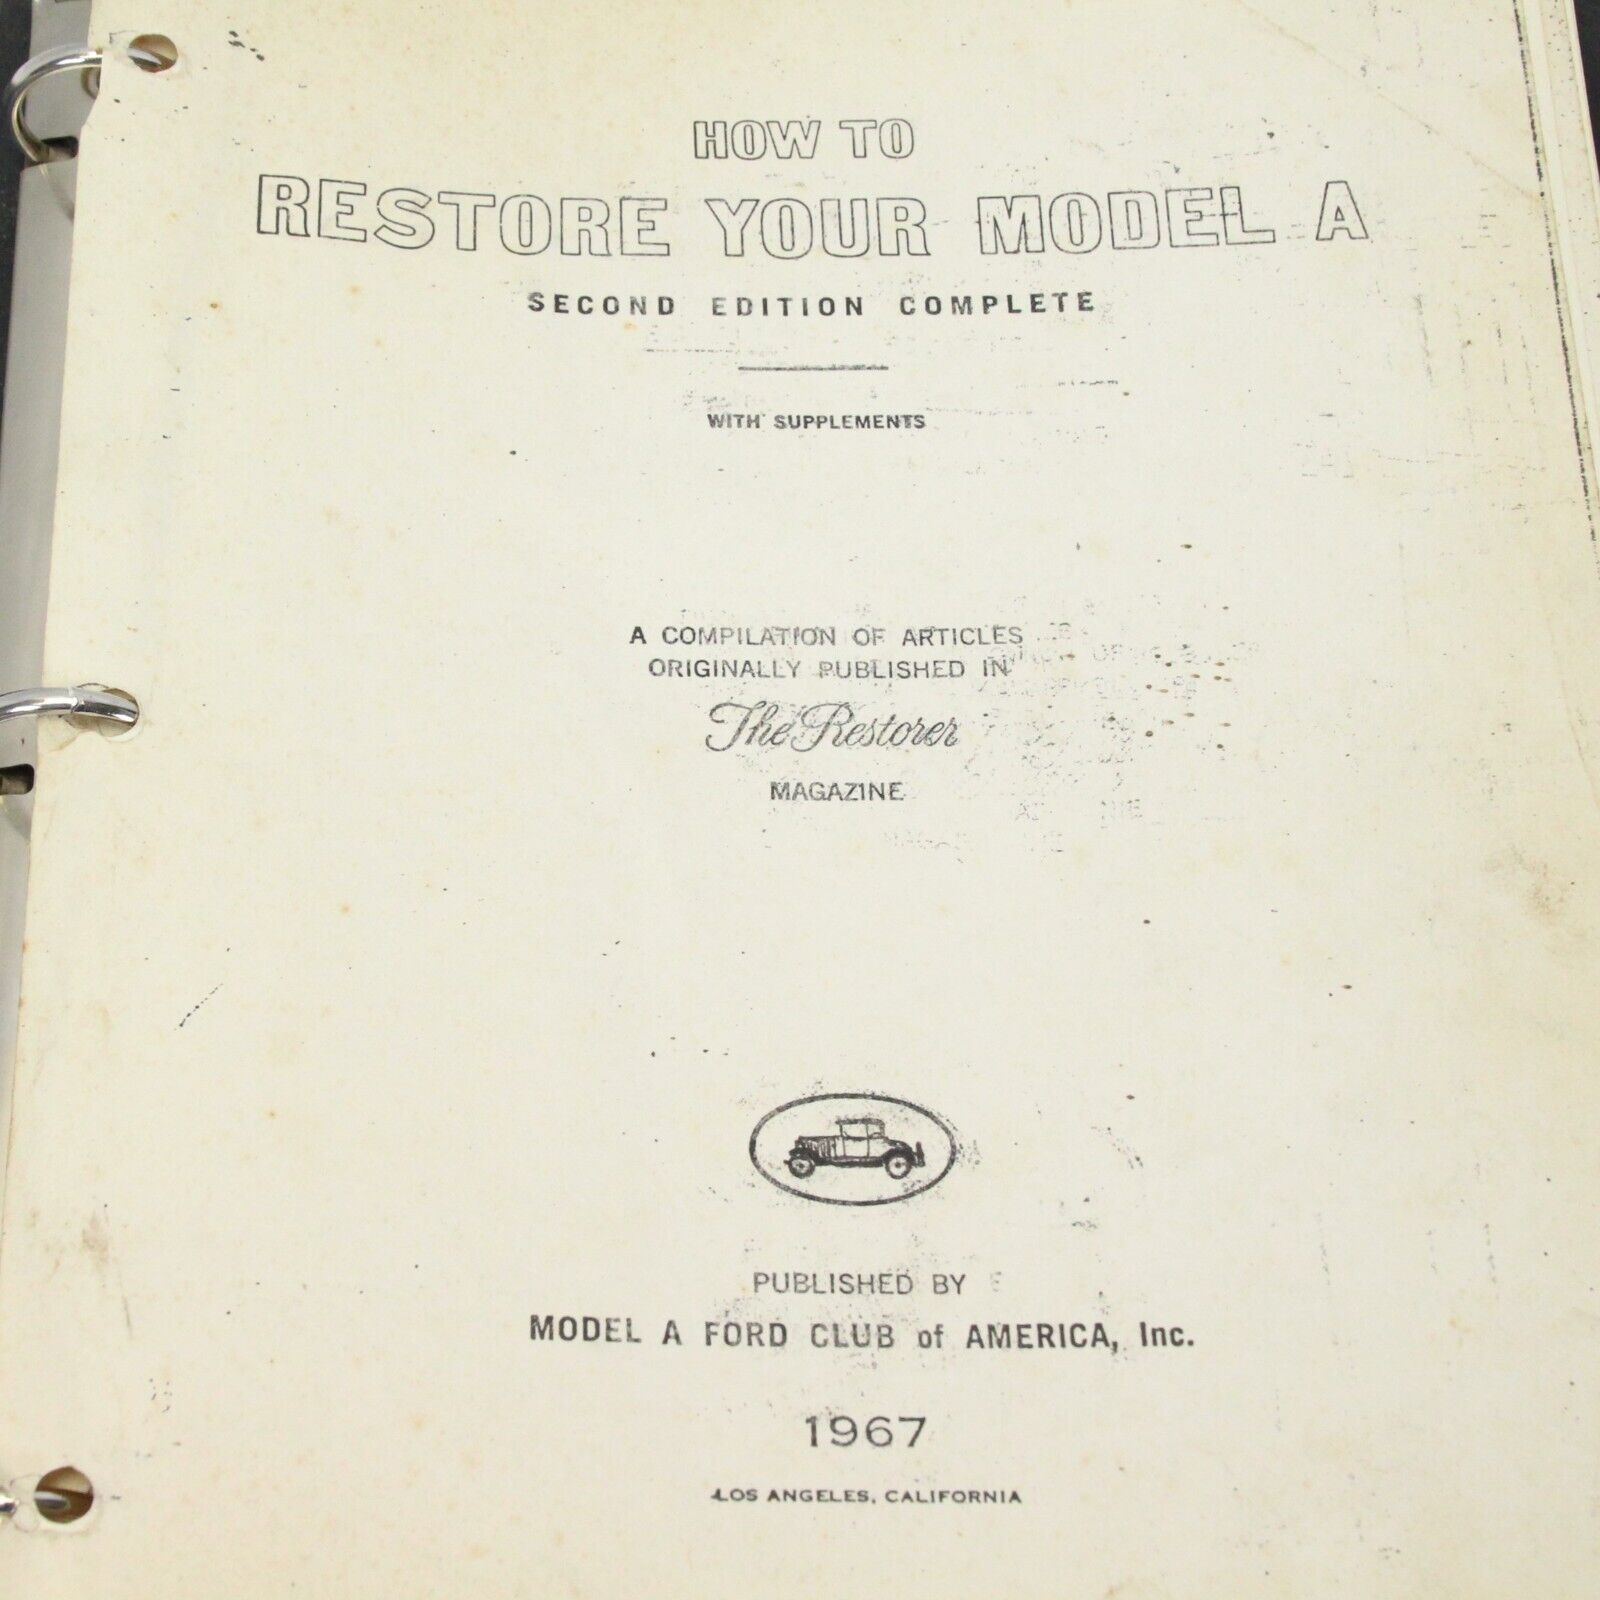 HOW TO
RESTORE YOUR MODEL A
SECOND EDITION COMPLETE
WITH SUPPLEMENTS
A COMPILATION OF ARTICLES
ORIGINALLY PUBLISHED IN
The Restorer
MAGAZINE
PUBLISHED BY
MODEL A FORD CLUB of AMERICA, Inc.
1967
LOS ANGELES, CALIFORNIA